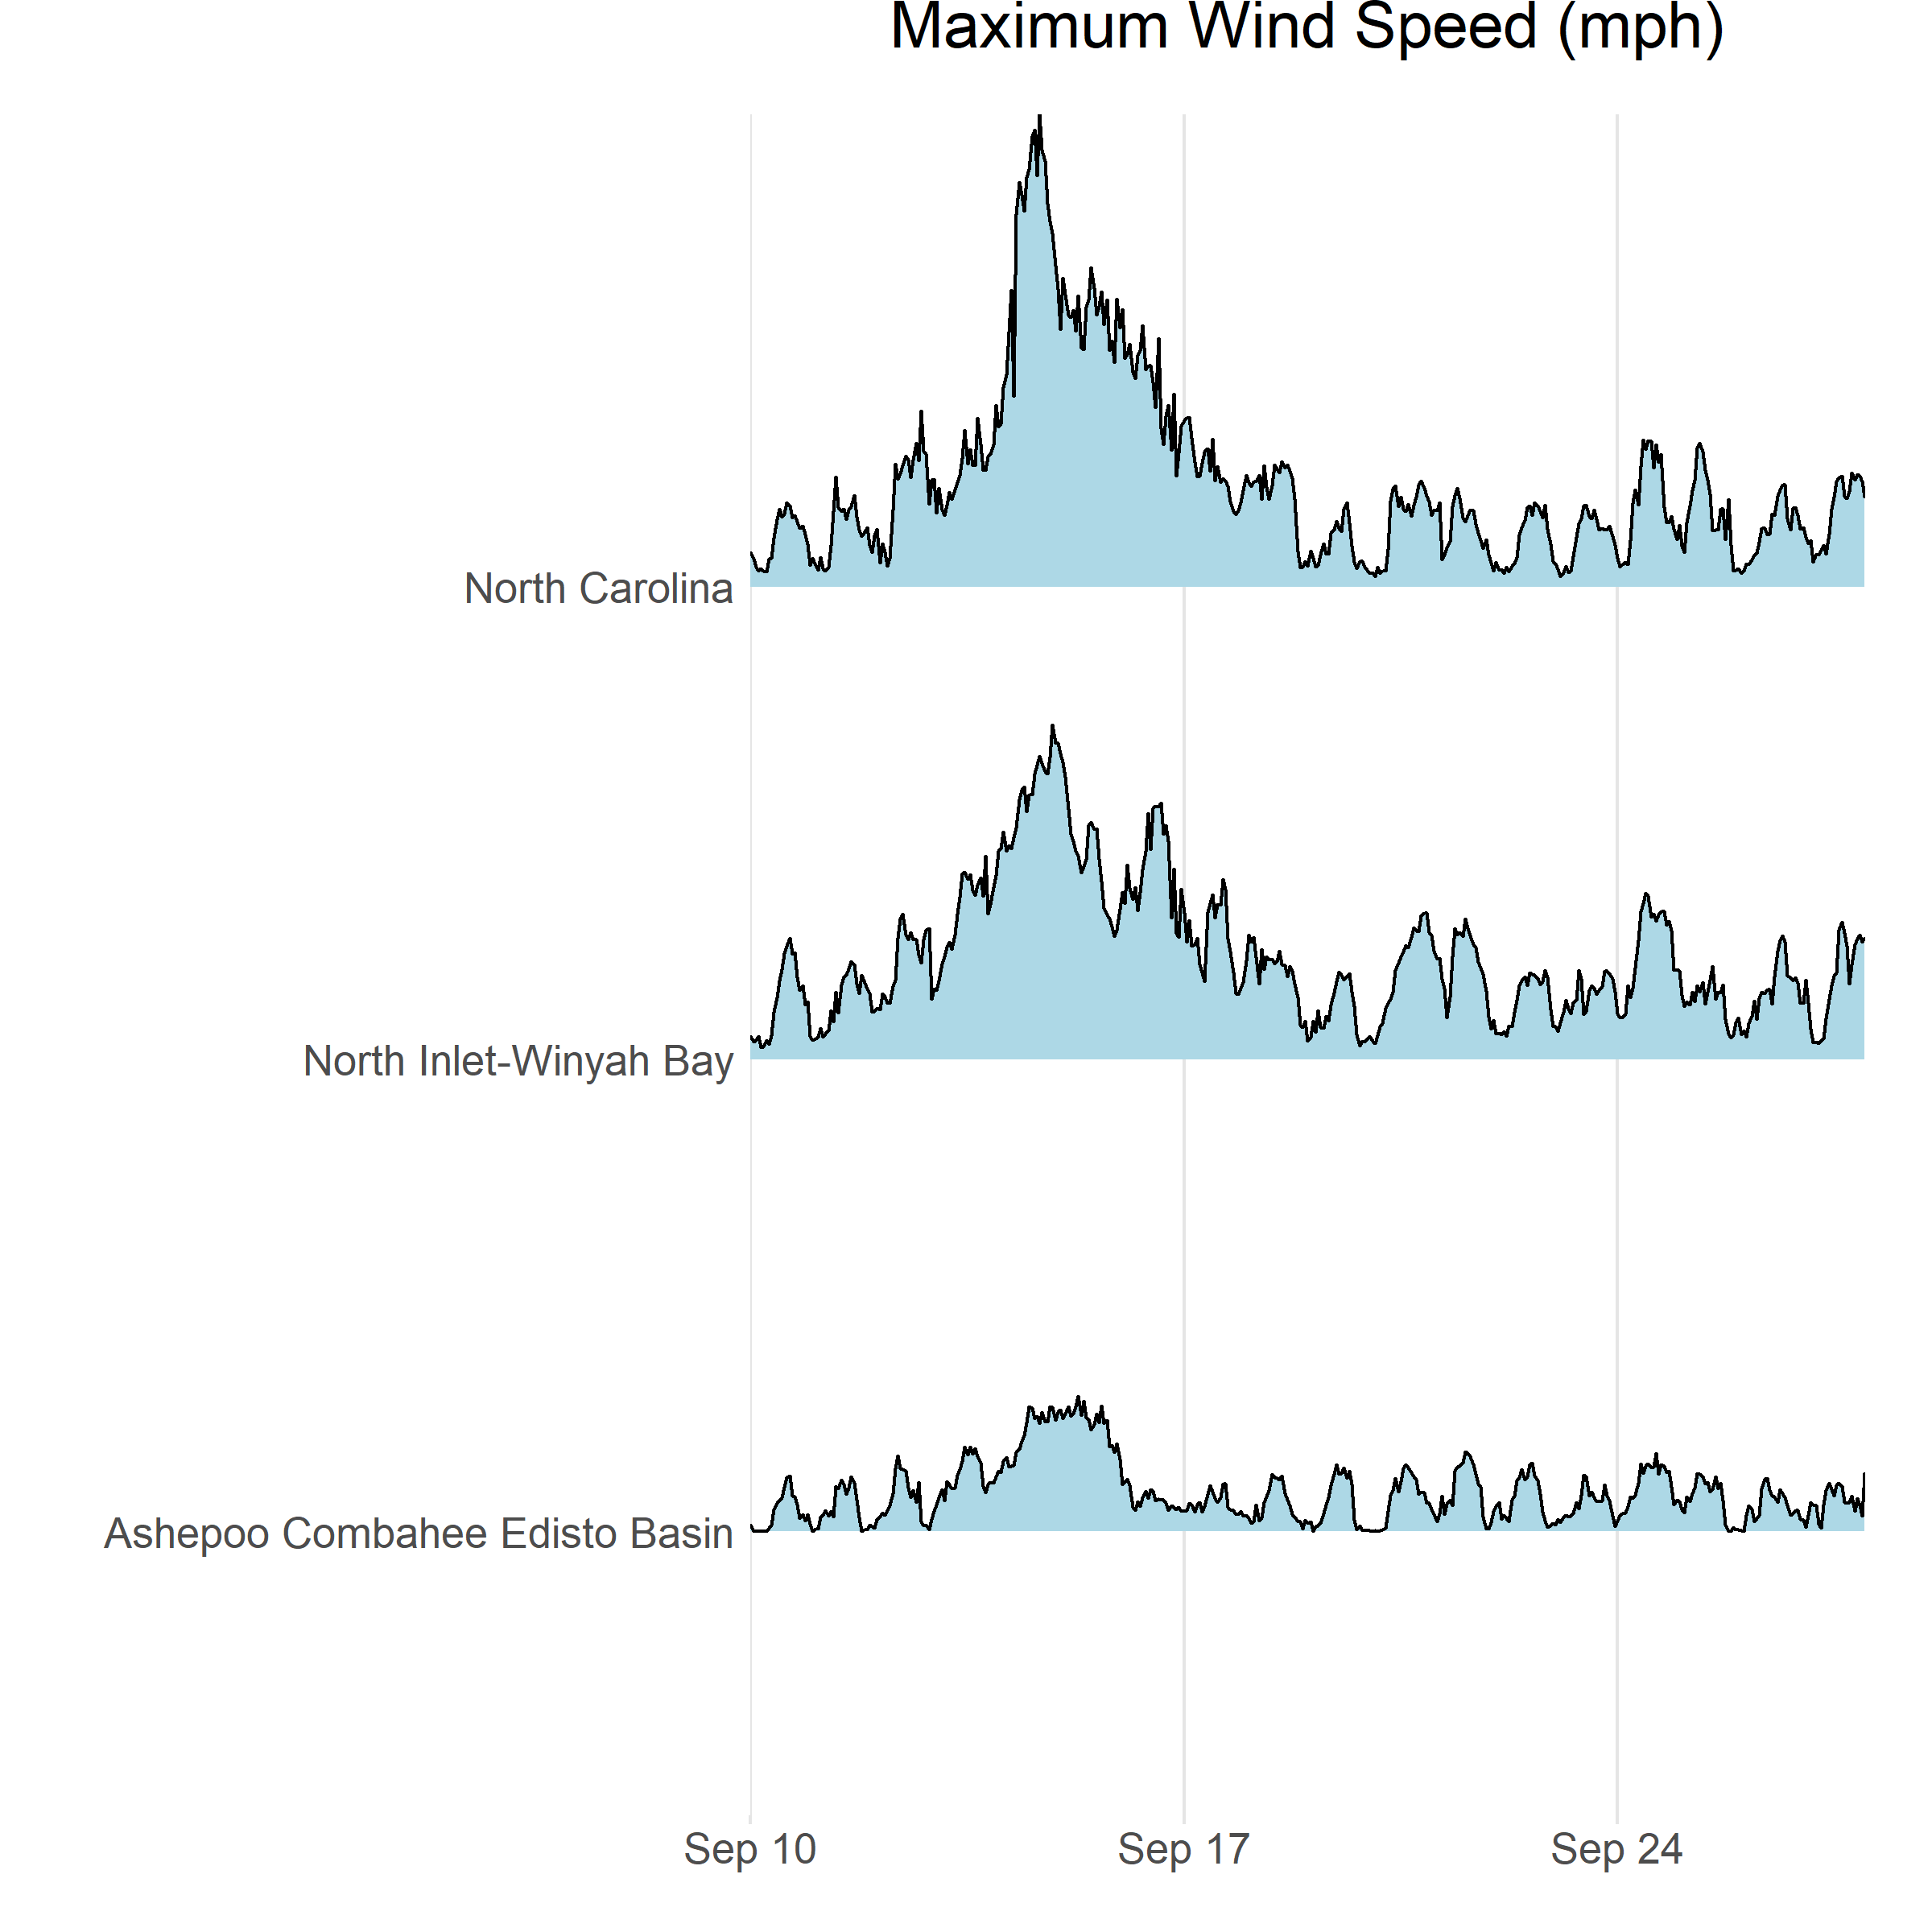 Maximum Wind Speed (mph)
North Carolina
North Inlet-Winyah Bay
Ashepoo Combahee Edisto Basin
Sep 10 Sep 17 Sep 24